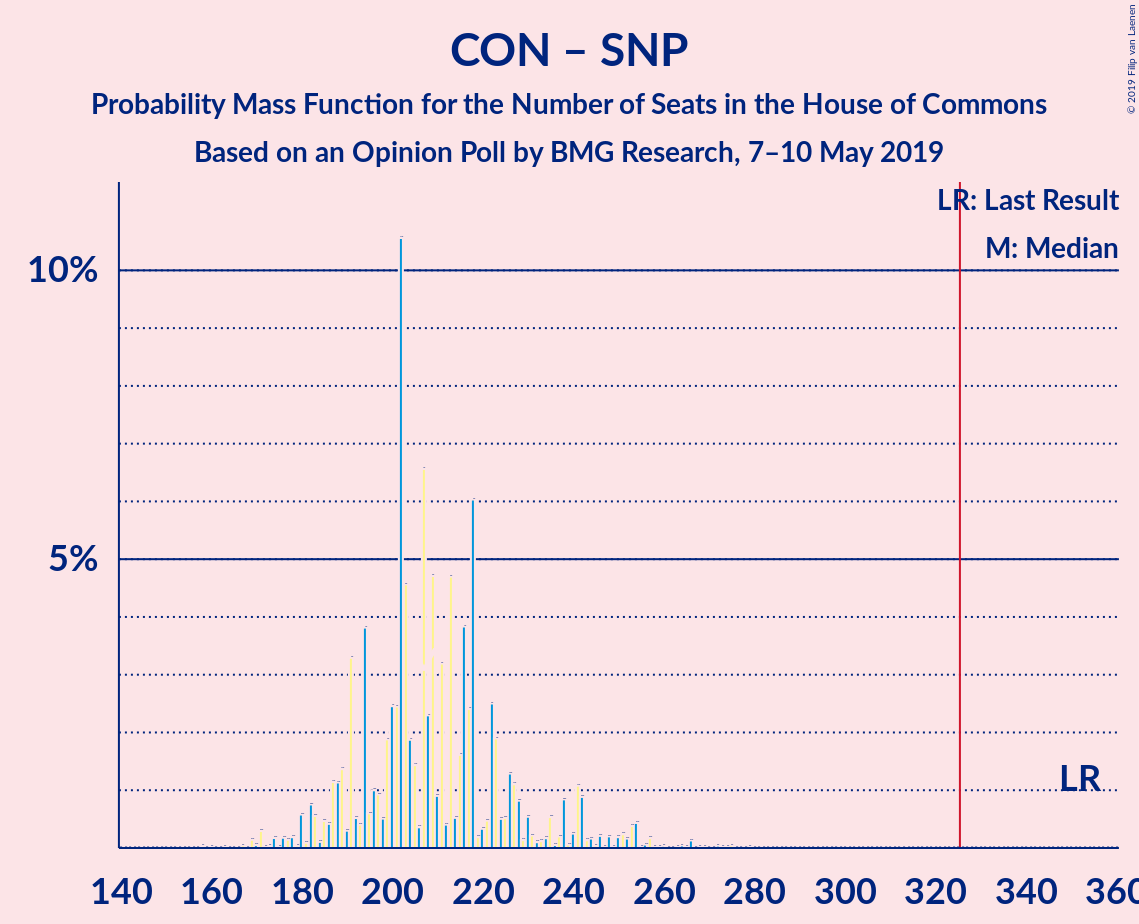 CON – SNP
Probability Mass Function for the Number of Seats in the House of Commons
Based on an Opinion Poll by BMG Research, 7–10 May 2019
© 2019 Filip van Laenen
LR: Last Result
M: Median
10%
5%
LR
140 160 180 200 220 240 260 280 300 320 340 360